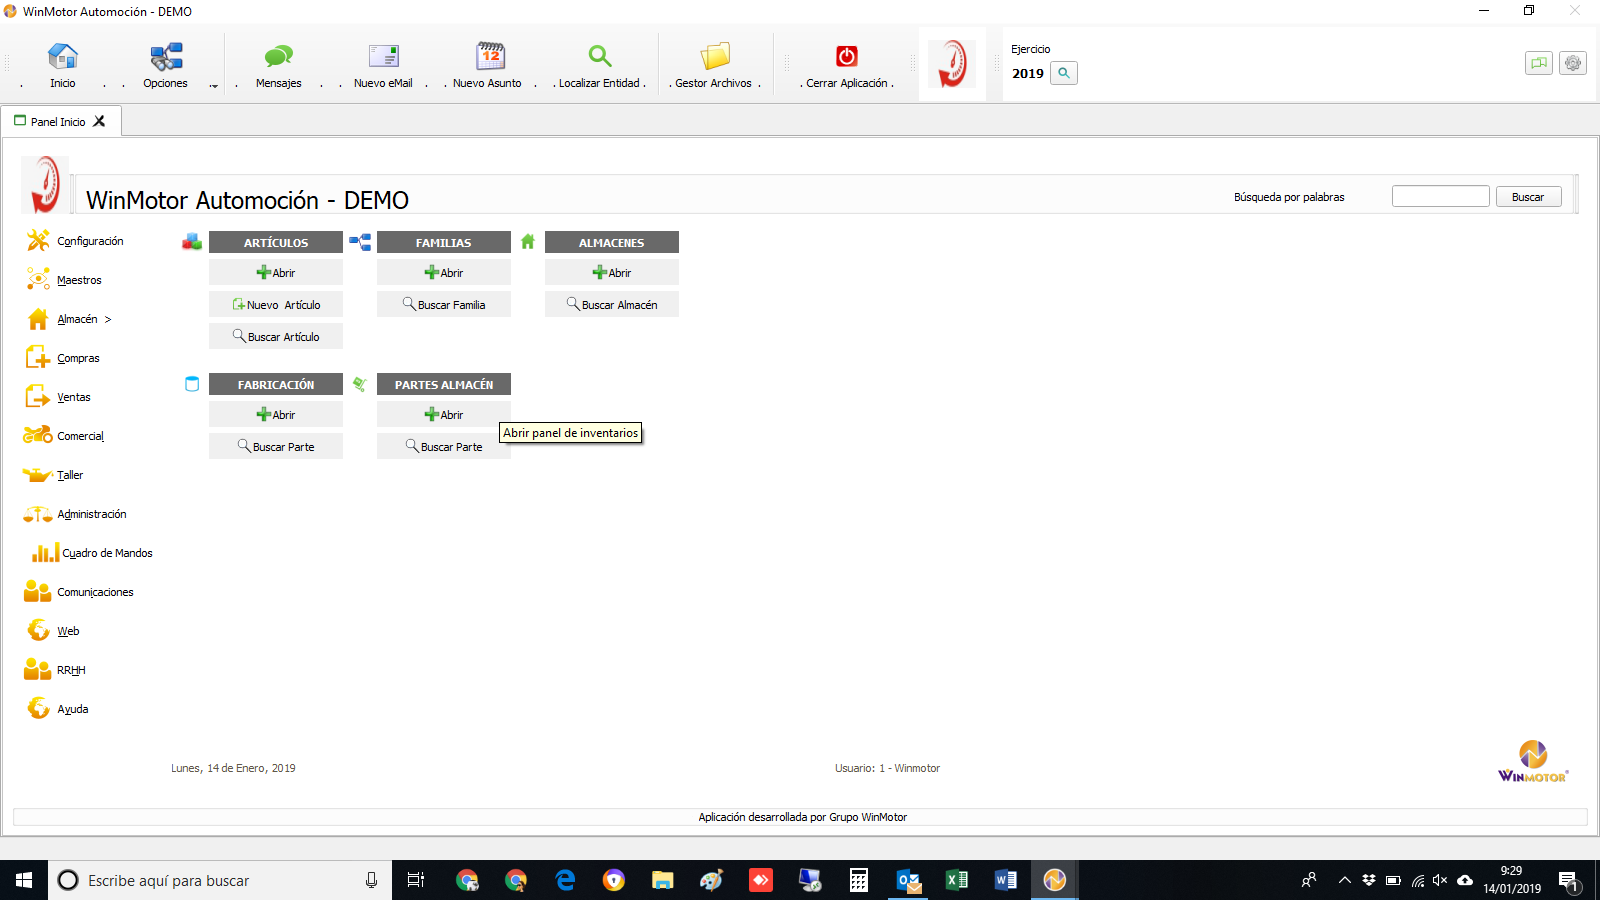 WinMotor Automoción - DEMO
Inicio
Opciones
Mensajes
Nuevo eMail
Nuevo Asunto
Localizar Entidad
Gestor Archivos
Cerrar Aplicación
Ejercicio
2019
Panel Inicio
WinMotor Automoción - DEMO
Búsqueda por palabras
Buscar
Configuración
Maestros
Almacén >
Compras
Ventas
Comercial
Taller
Administración
Cuadro de Mandos
Comunicaciones
Web
RRHH
Ayuda
ARTÍCULOS
Abrir
Nuevo Artículo
Buscar Artículo
FAMILIAS
Abrir
Buscar Familia
ALMACENES
Abrir
Buscar Almacén
FABRICACIÓN
Abrir
Buscar Parte
PARTES ALMACÉN
Abrir
Buscar Parte
Abrir panel de inventarios
Lunes, 14 de Enero, 2019
Usuario: 1 - Winmotor
WINMOTOR
Aplicación desarrollada por Grupo WinMotor
Escribe aquí para buscar
9:29
14/01/2019
1